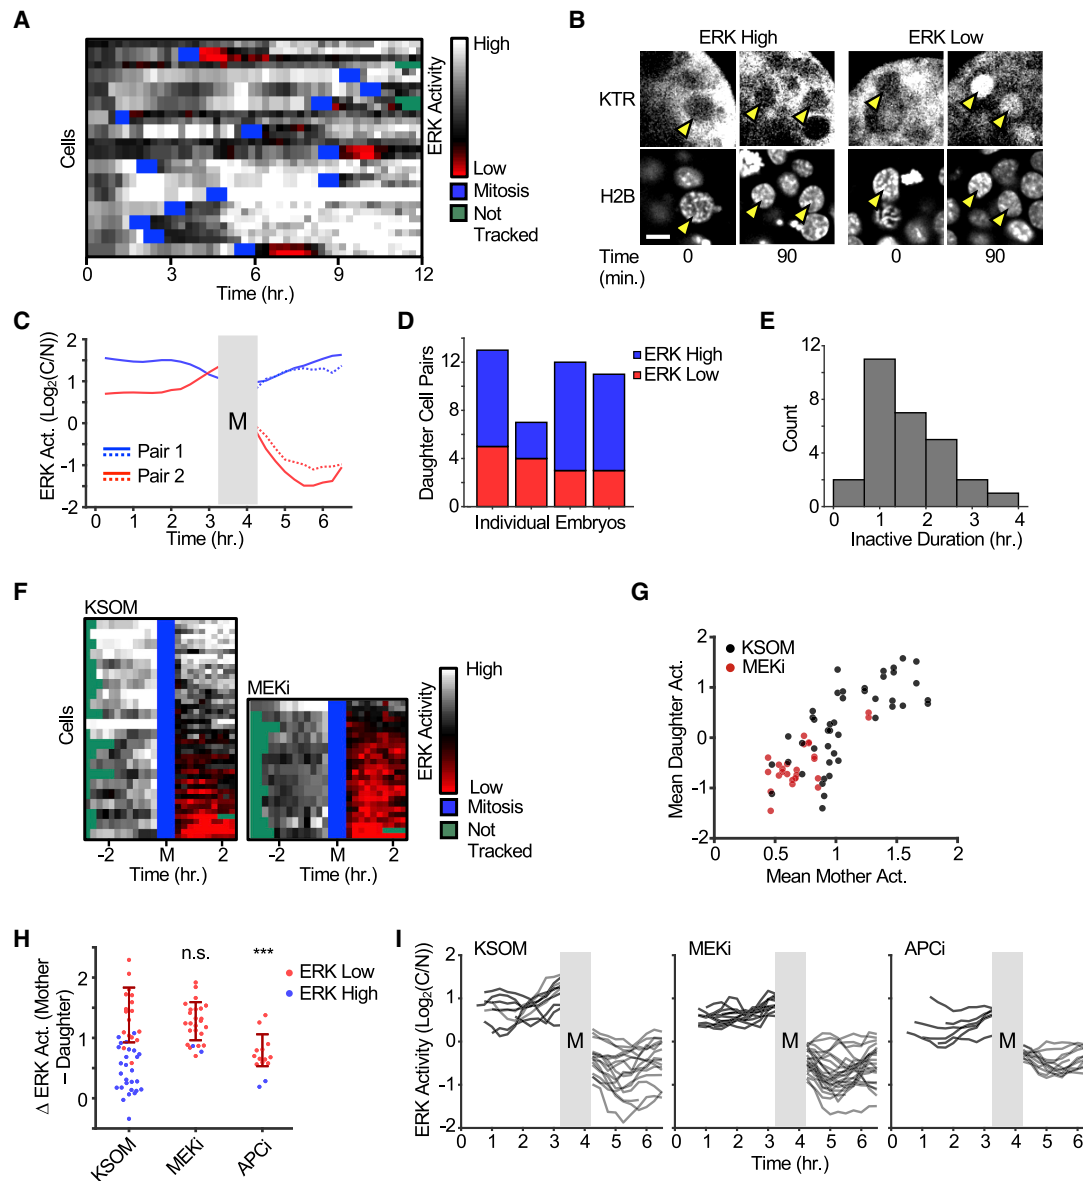 A
High
Low
ERK Activity
Mitosis
Not
Tracked
Cells
0
3
6
9
12
Time (hr.)
B
ERK High
ERK Low
KTR
H2B
Time
(min.)
0
90
0
90
C
ERK Act. (Log2(C/N))
2
1
0
-1
-2
M
Pair 1
Pair 2
0
1
2
3
4
5
6
Time (hr.)
D
Daughter Cell Pairs
12
8
4
0
ERK High
ERK Low
Individual Embryos
E
Count
12
8
4
0
0
1
2
3
4
Inactive Duration (hr.)
F
KSOM
MEKi
Cells
-2
M
2
Time (hr.)
-2
M
2
Time (hr.)
High
Low
ERK Activity
Mitosis
Not
Tracked
G
KSOM
MEKi
Mean Daughter Act.
2
1
0
-1
-2
0
0.5
1
1.5
2
Mean Mother Act.
H
Δ ERK Act. (Mother
– Daughter)
2
1
0
n.s.
***
ERK Low
ERK High
KSOM
MEKi
APCi
I
ERK Activity (Log2(C/N))
2
1
0
-1
-2
KSOM
M
0
1
2
3
4
5
6
MEKi
M
0
1
2
3
4
5
6
APCi
M
0
1
2
3
4
5
6
Time (hr.)